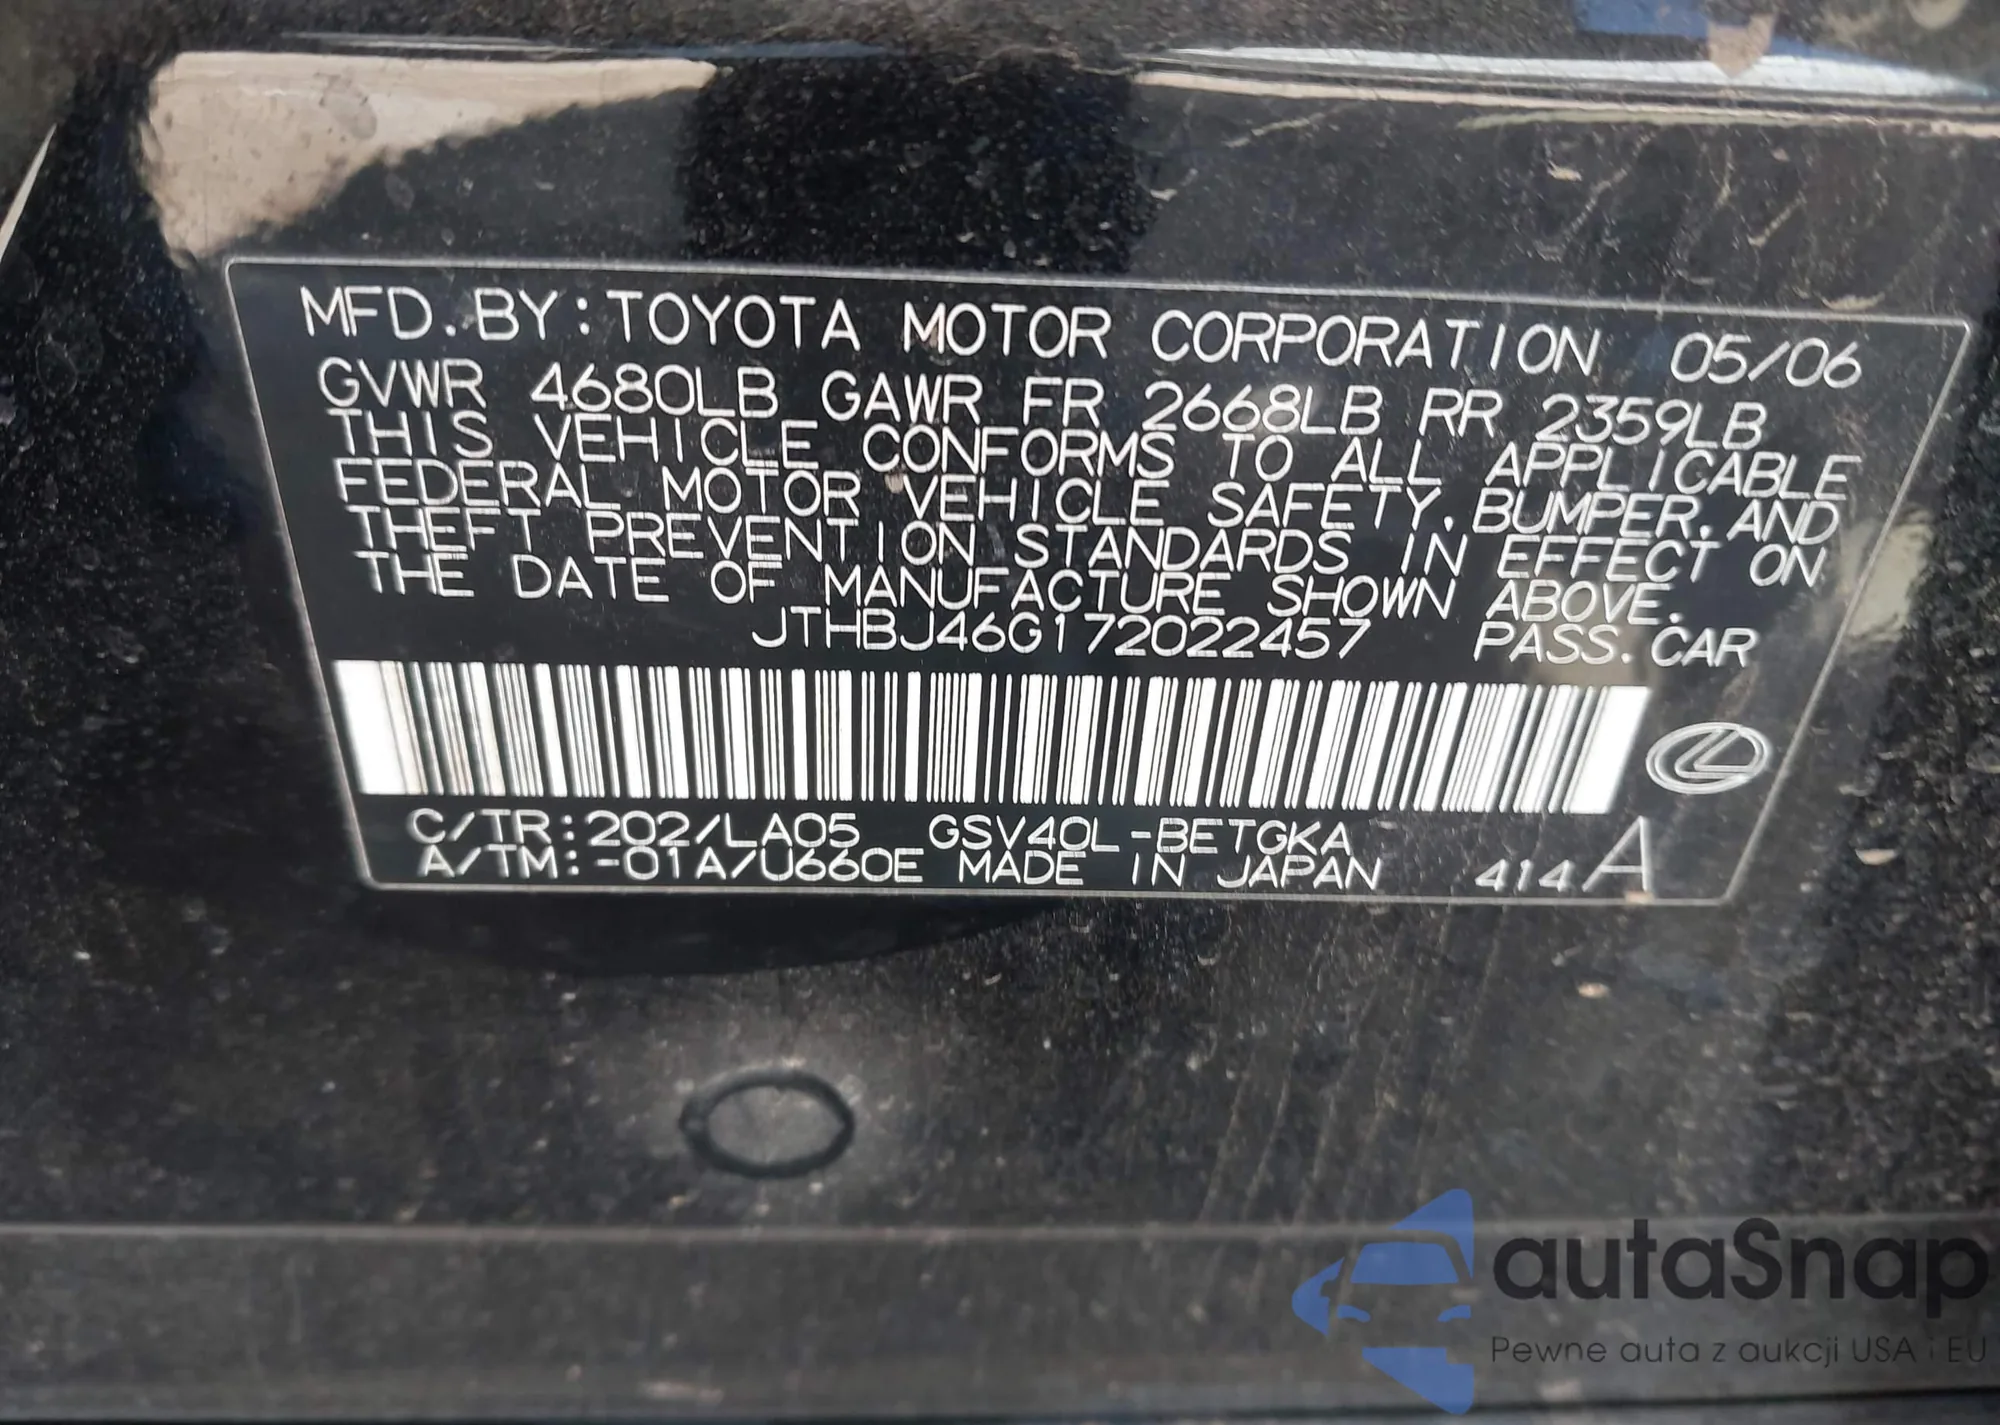 MFD. BY: TOYOTA MOTOR CORPORATION 05/06
GVWR 4680LB GAWR FR 2668LB RR 2359LB
THIS VEHICLE CONFORMS TO ALL APPLICABLE
FEDERAL MOTOR VEHICLE SAFETY, BUMPER, AND
THEFT PREVENTION STANDARDS IN EFFECT ON
THE DATE OF MANUFACTURE SHOWN ABOVE.
JTHBJ46G172022457 PASS. CAR
C/TR: 202/LA05 GSV40L-BETGKA
A/TM: -01A/U660E MADE IN JAPAN 414 A
autaSnap
Pewne auta z aukcji USA i EU